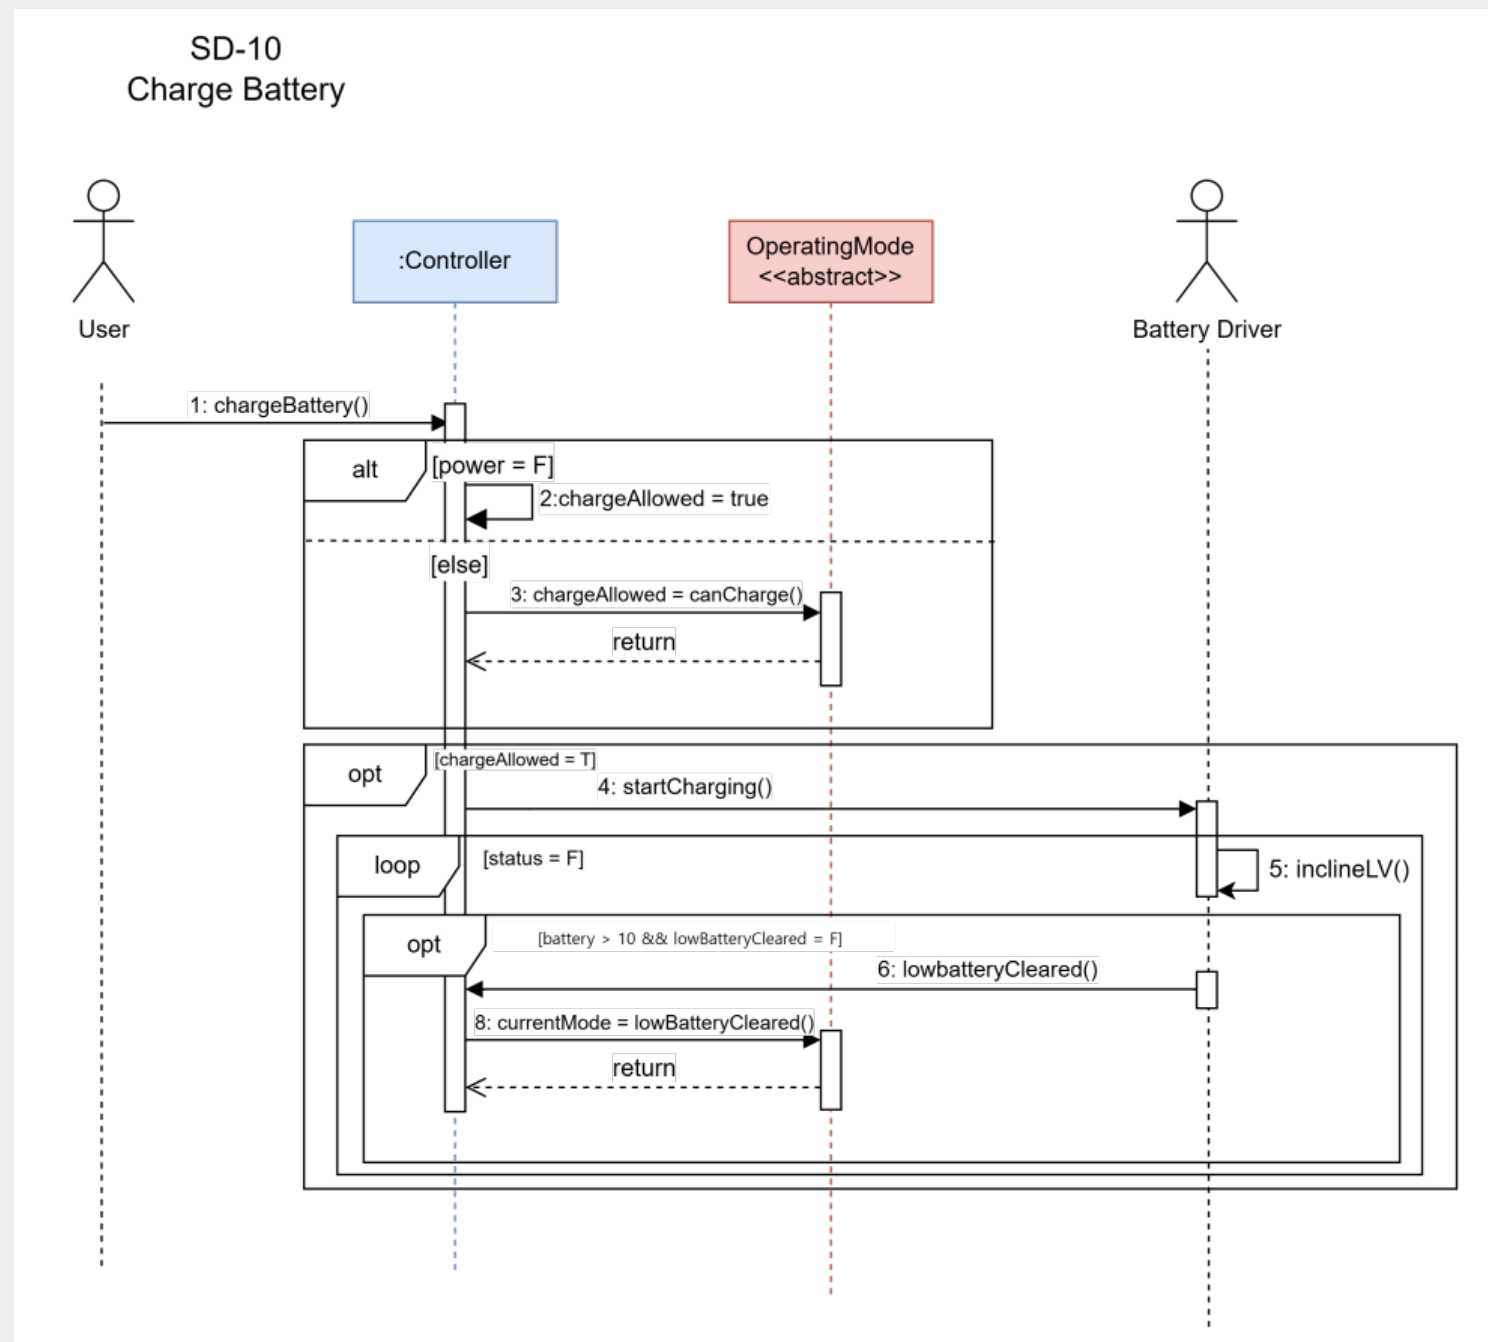 SD-10
Charge Battery
User
:Controller
OperatingMode
<<abstract>>
Battery Driver
1: chargeBattery()
alt
[power = F]
2:chargeAllowed = true
[else]
3: chargeAllowed = canCharge()
return
opt
[chargeAllowed = T]
4: startCharging()
loop
[status = F]
5: inclineLV()
opt
[battery > 10 && lowBatteryCleared = F]
6: lowbatteryCleared()
8: currentMode = lowBatteryCleared()
return